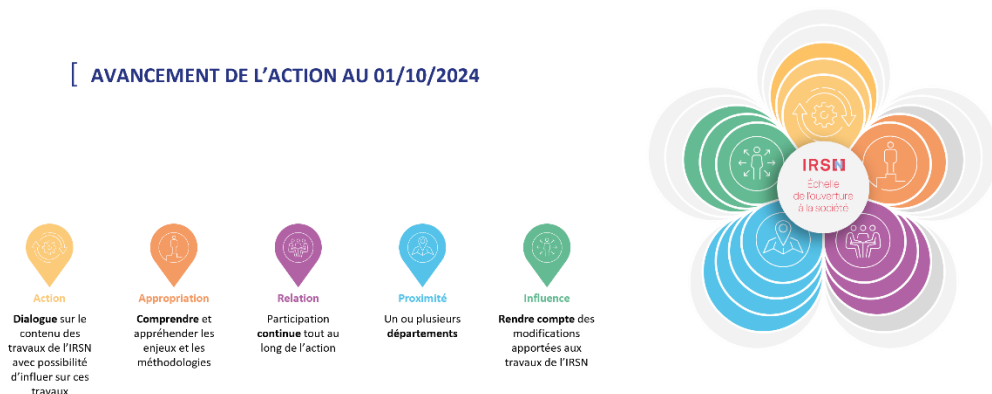 [ AVANCEMENT DE L’ACTION AU 01/10/2024
IRSN
Échelle
de l'ouverture
à la société
Action
Dialogue sur le
contenu des
travaux de l’IRSN
avec possibilité
d’influer sur ces
travaux
Appropriation
Comprendre et
appréhender les
enjeux et les
méthodologies
Relation
Participation
continue tout au
long de l’action
Proximité
Un ou plusieurs
départements
Influence
Rendre compte des
modifications
apportées aux
travaux de l’IRSN